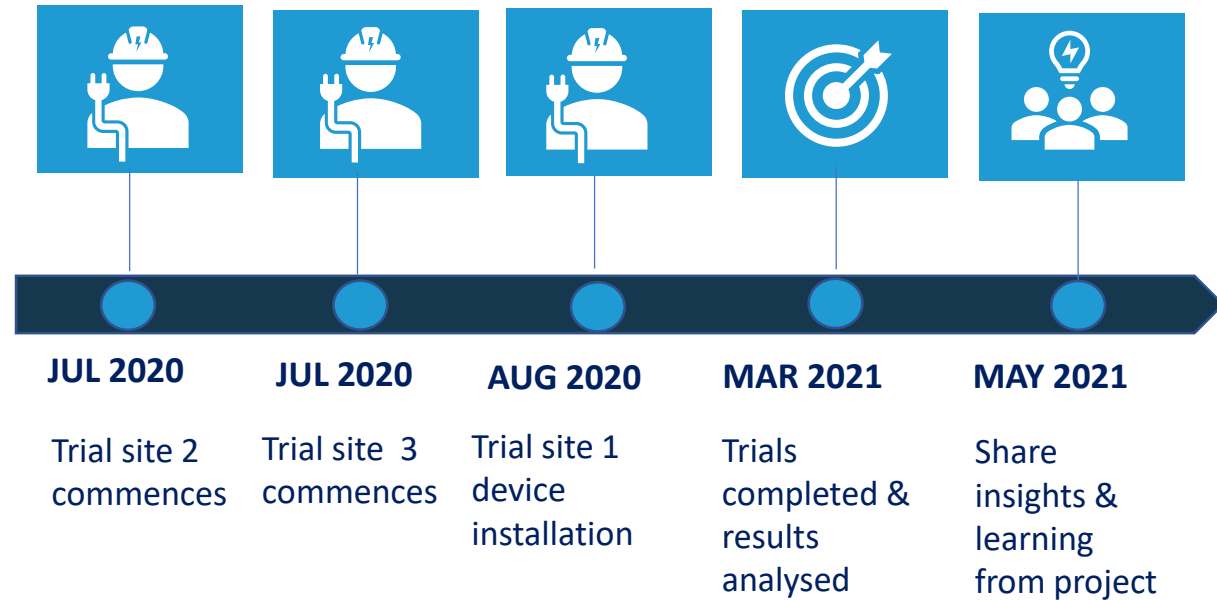 JUL 2020
Trial site 2
commences
JUL 2020
Trial site 3
commences
AUG 2020
Trial site 1
device
installation
MAR 2021
Trials
completed &
results
analysed
MAY 2021
Share
insights &
learning
from project